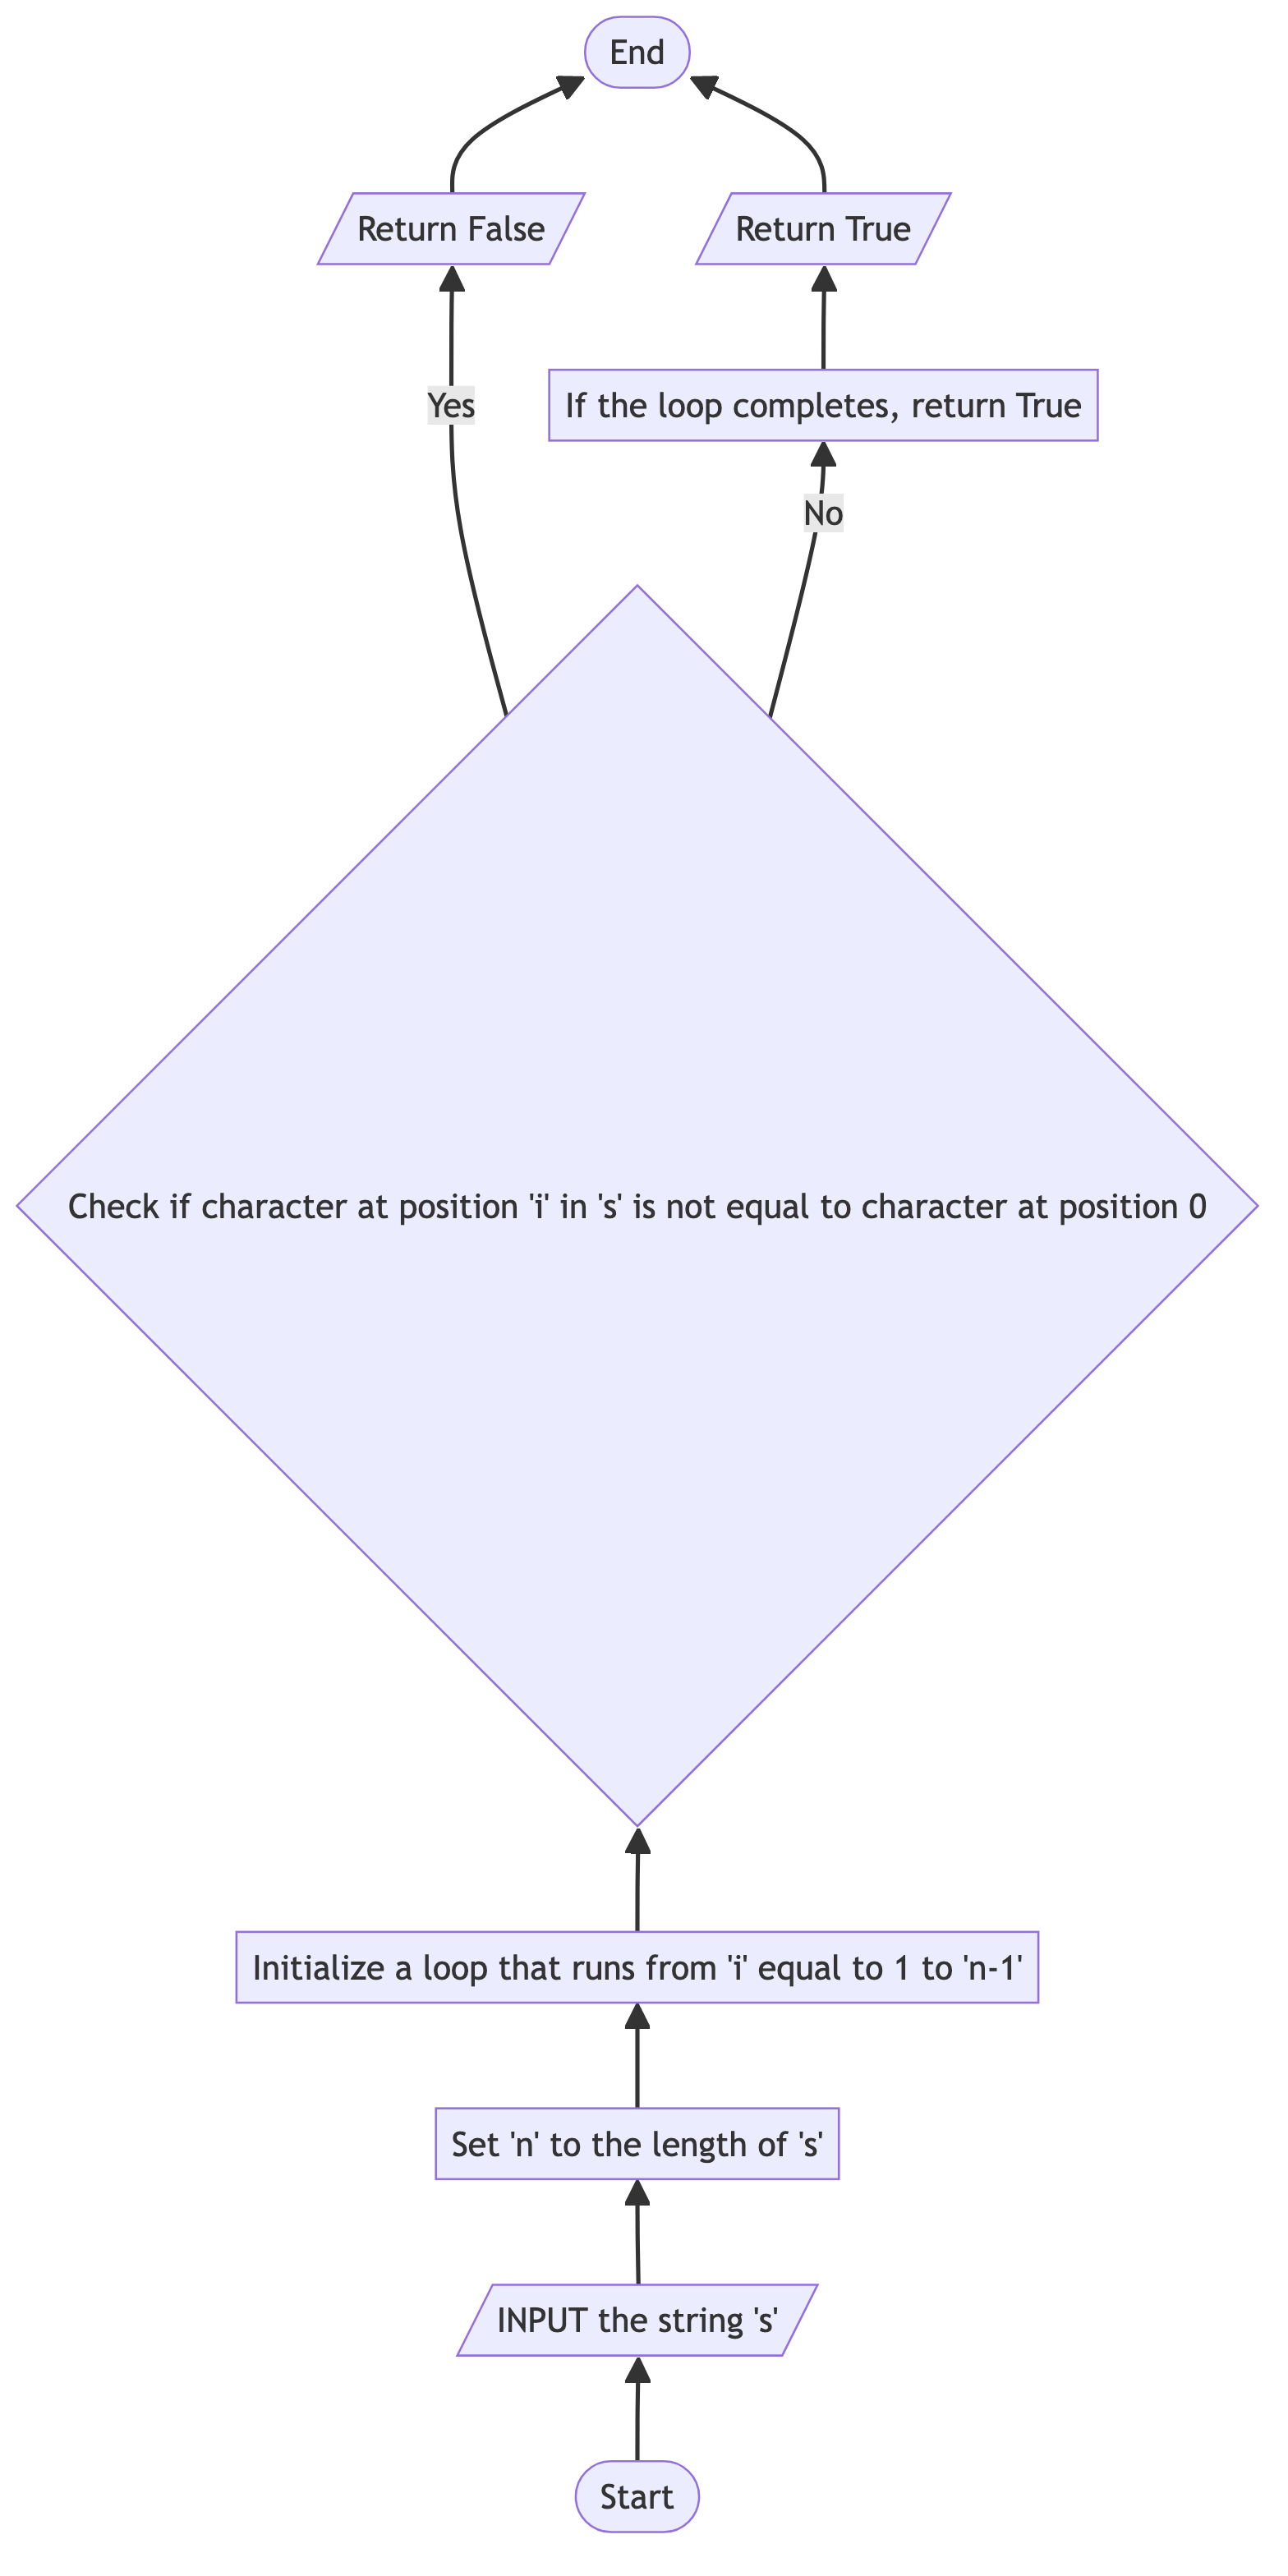 End
Return False
Return True
Yes
If the loop completes, return True
No
Check if character at position 'i' in 's' is not equal to character at position 0
Initialize a loop that runs from 'i' equal to 1 to 'n-1'
Set 'n' to the length of 's'
INPUT the string 's'
Start